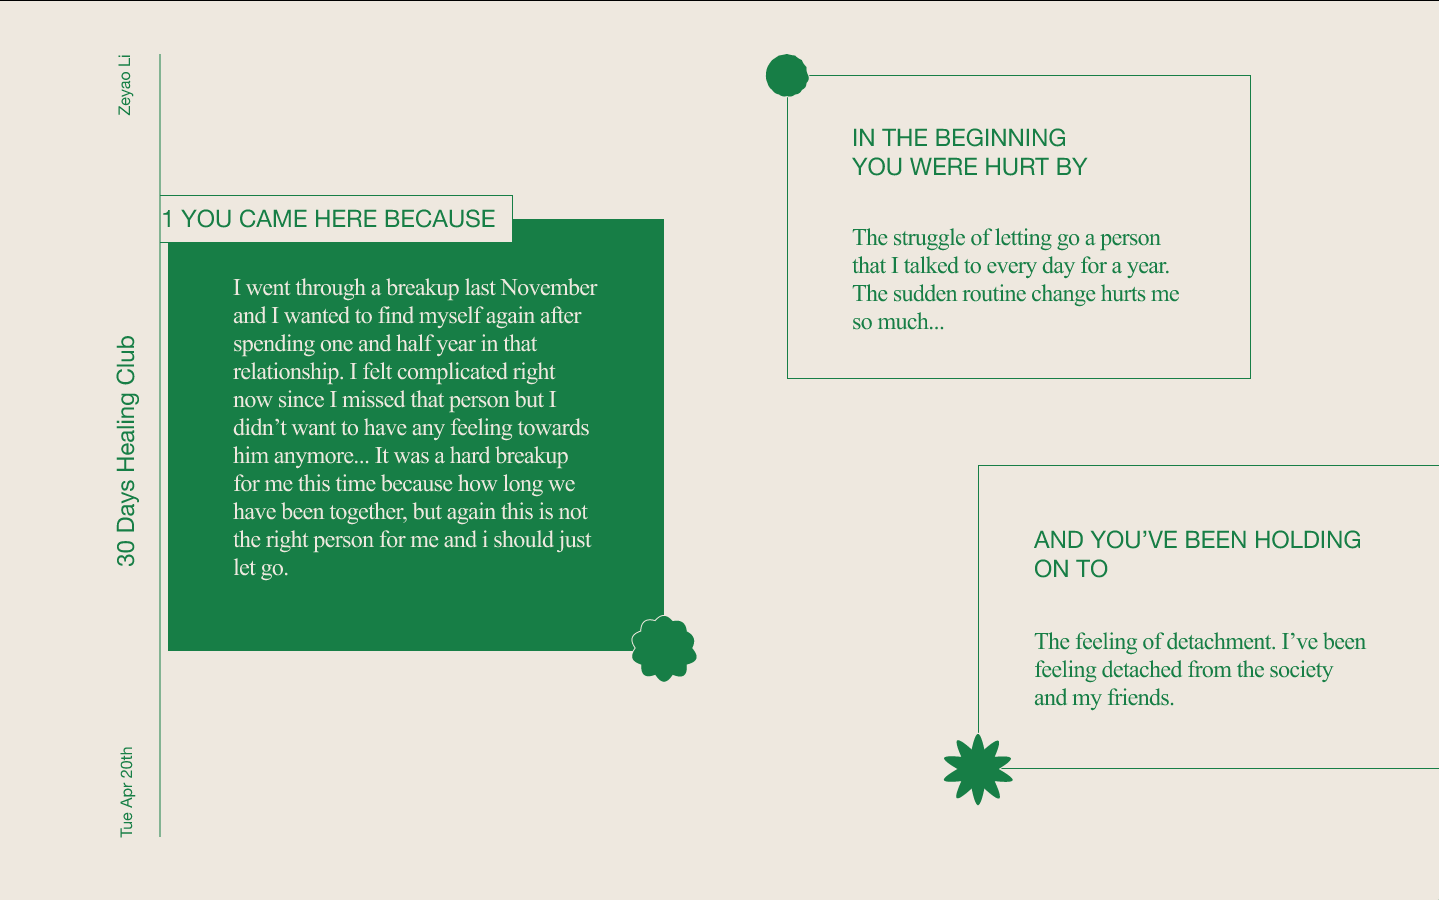 Zeyao Li
30 Days Healing Club
Tue Apr 20th
1 YOU CAME HERE BECAUSE
I went through a breakup last November
and I wanted to find myself again after
spending one and half year in that
relationship. I felt complicated right
now since I missed that person but I
didn’t want to have any feeling towards
him anymore... It was a hard breakup
for me this time because how long we
have been together, but again this is not
the right person for me and i should just
let go.
IN THE BEGINNING
YOU WERE HURT BY
The struggle of letting go a person
that I talked to every day for a year.
The sudden routine change hurts me
so much...
AND YOU’VE BEEN HOLDING
ON TO
The feeling of detachment. I’ve been
feeling detached from the society
and my friends.